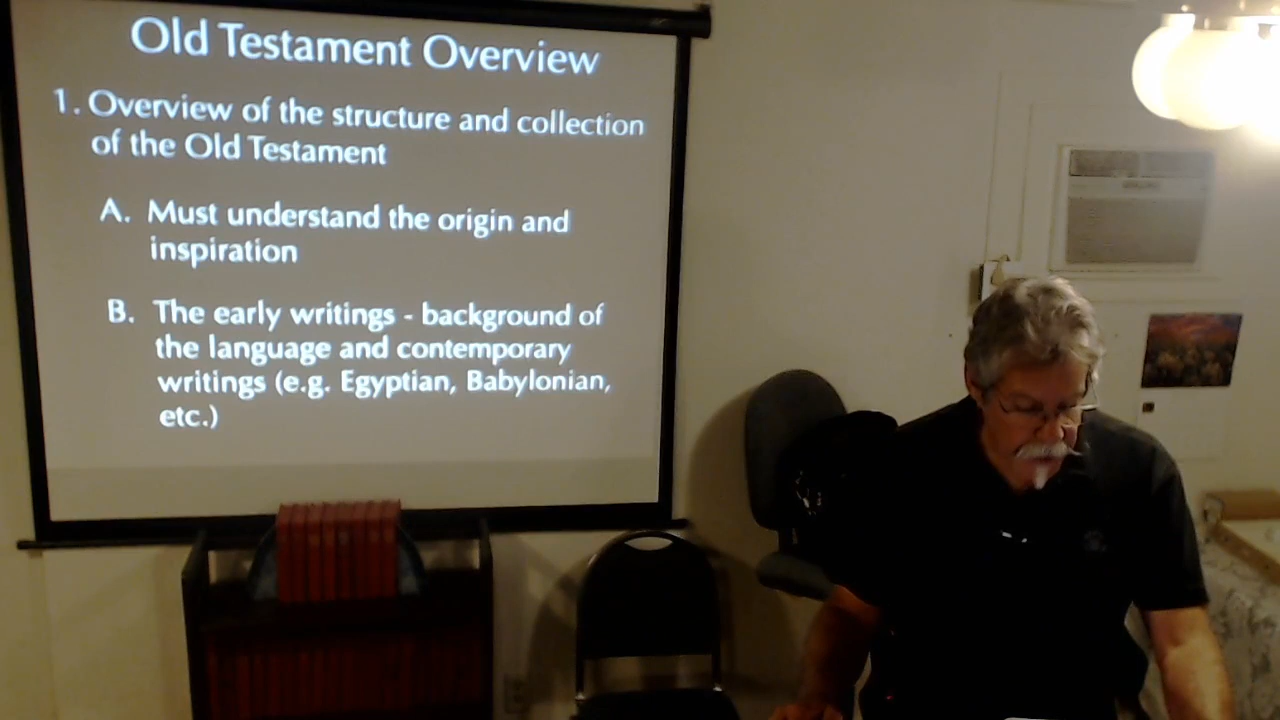 Old Testament Overview
1. Overview of the structure and collection
of the Old Testament
A. Must understand the origin and
inspiration
B. The early writings - background of
the language and contemporary
writings (e.g. Egyptian, Babylonian,
etc.)